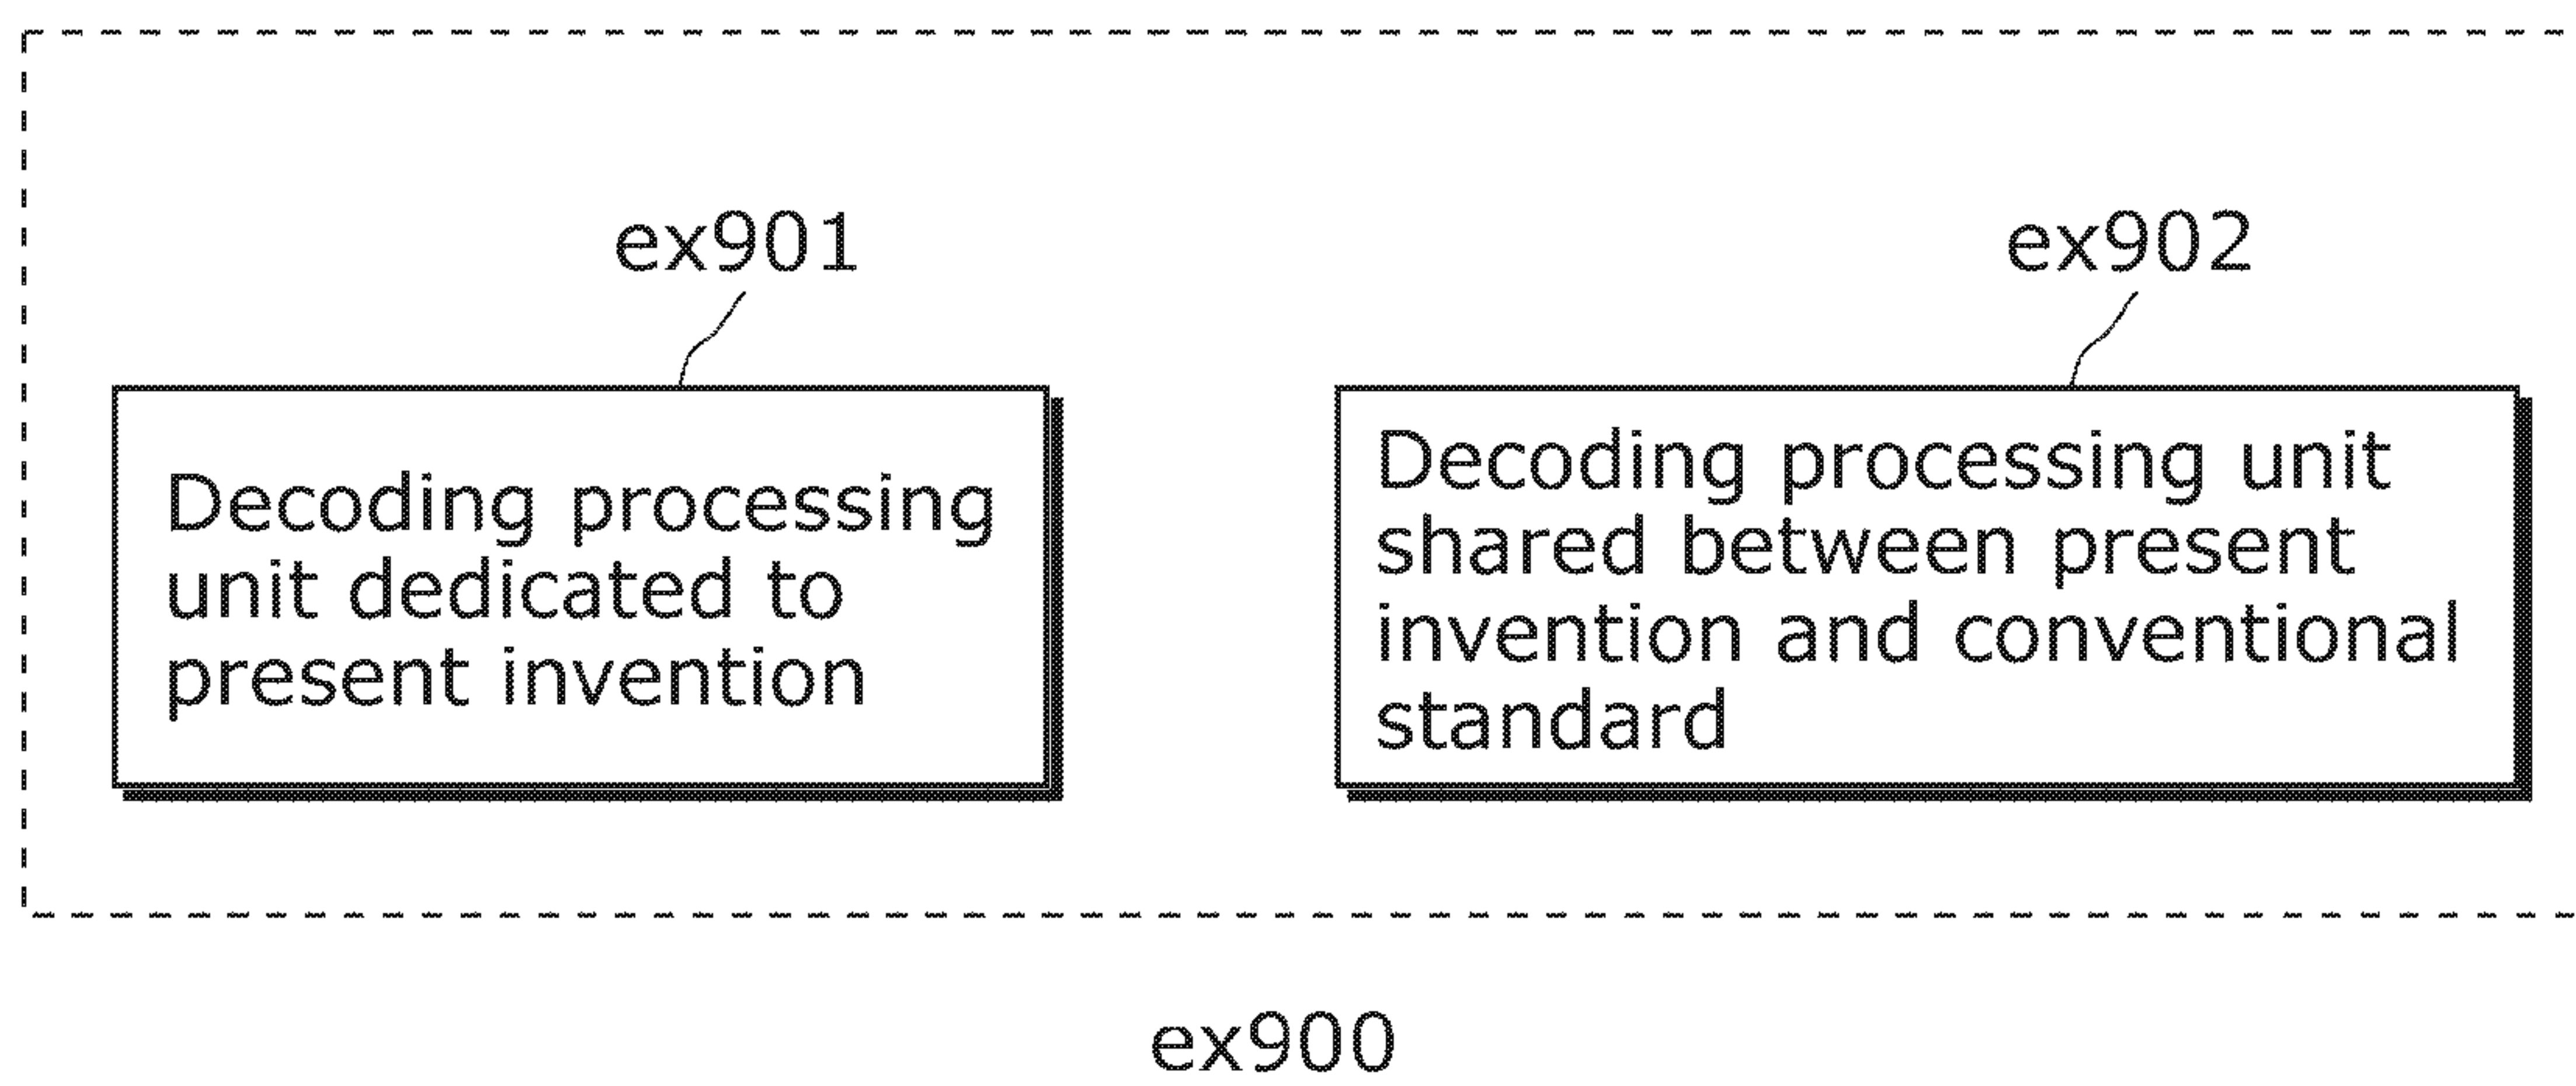 ex901
ex902
Decoding processing
unit dedicated to
present invention
Decoding processing unit
shared between present
invention and conventional
standard
ex900